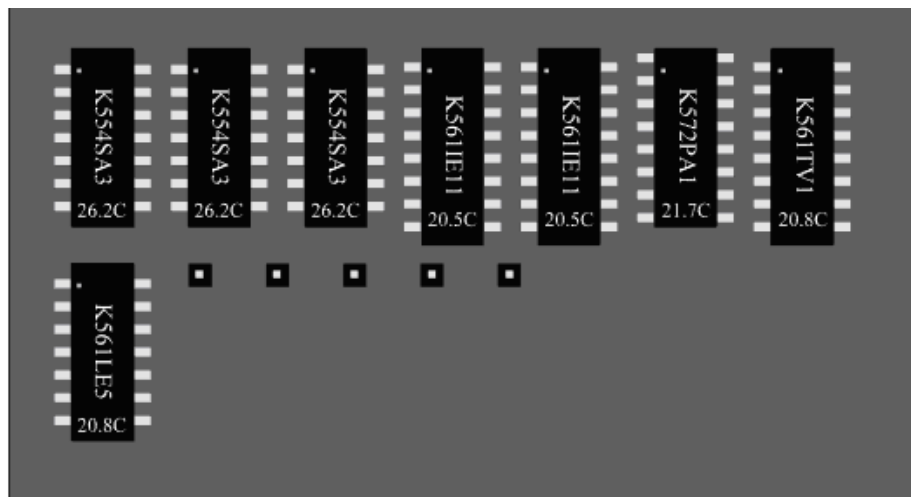 K554SA3
26.2C
K554SA3
26.2C
K554SA3
26.2C
K561IE11
20.5C
K561IE11
20.5C
K572PA1
21.7C
K561TV1
20.8C
K561LE5
20.8C